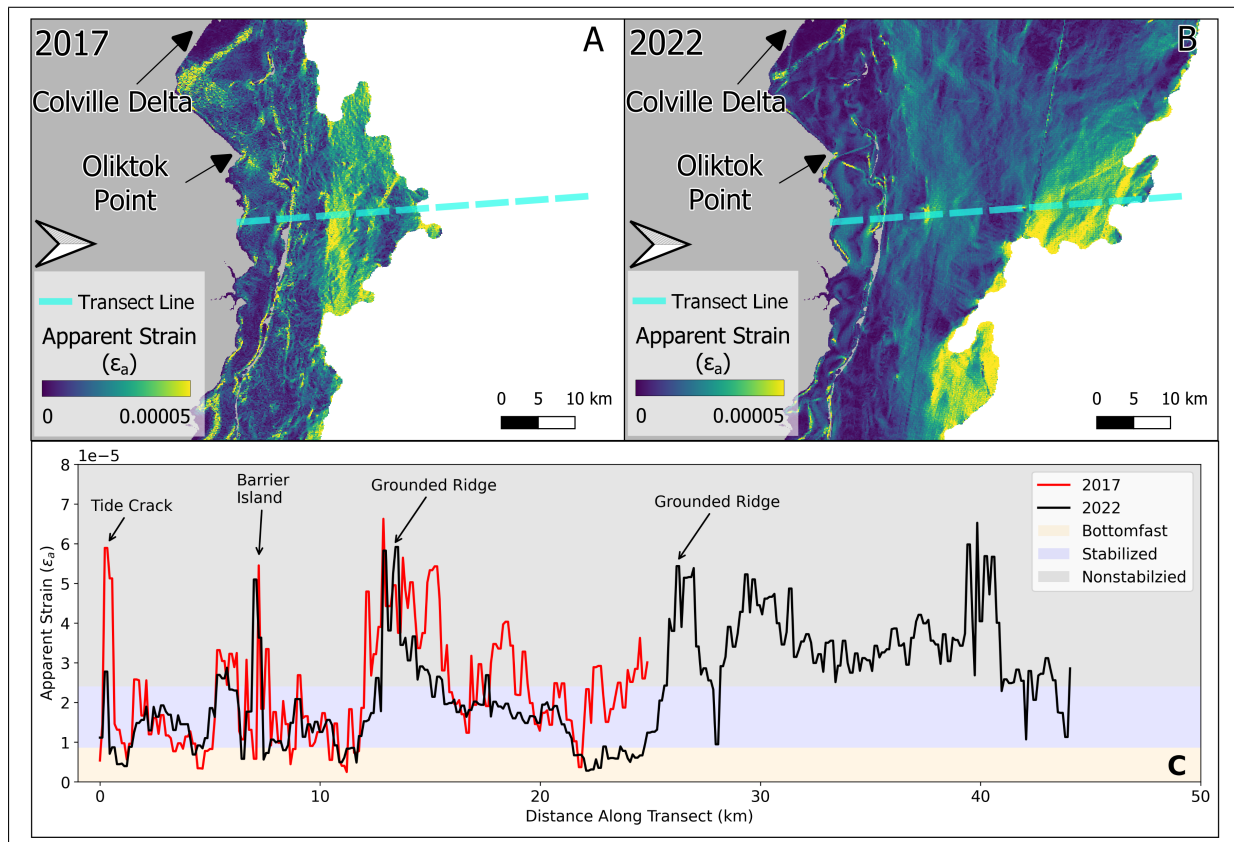 2017
A
Colville Delta
Oliktok
Point
Transect Line
Apparent Strain
(εa)
0 0.00005
0 5 10 km
2022
B
Colville Delta
Oliktok
Point
Transect Line
Apparent Strain
(εa)
0 0.00005
0 5 10 km
1e−5
8
7
6
5
4
3
2
1
0
Apparent Strain (εa)
Tide Crack
Barrier
Island
Grounded Ridge
Grounded Ridge
2017
2022
Bottomfast
Stabilized
Nonstabilzied
C
0 10 20 30 40 50
Distance Along Transect (km)